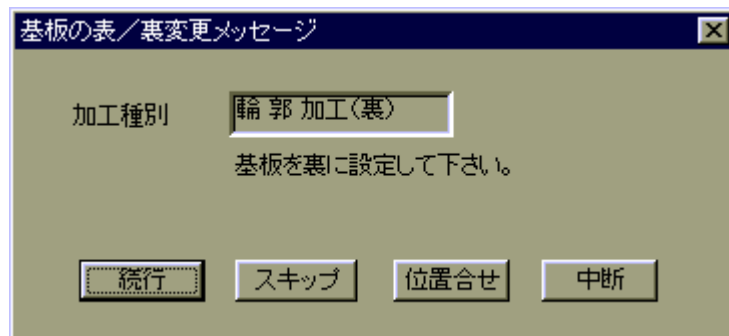 基板の表／裏変更メッセージ
加工種別 輪郭 加工(裏)
基板を裏に設定して下さい。
続行 スキップ 位置合せ 中断